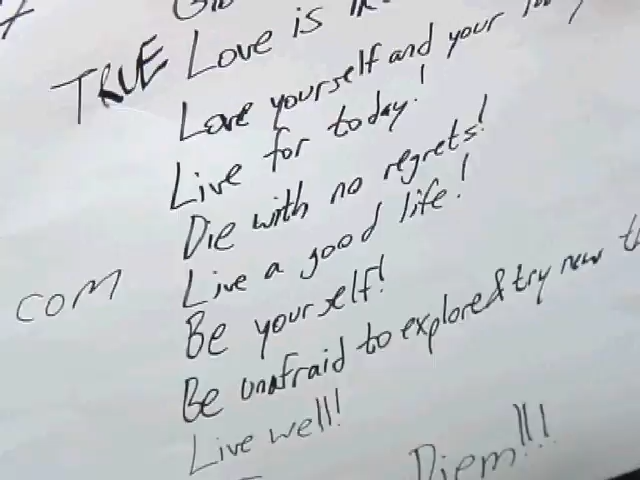 TRUE Love is
Love yourself and your
Live for today!
Die with no regrets!
Live a good life!
com
Be yourself!
Be unafraid to explore & try new
Live well!
Diem!!!